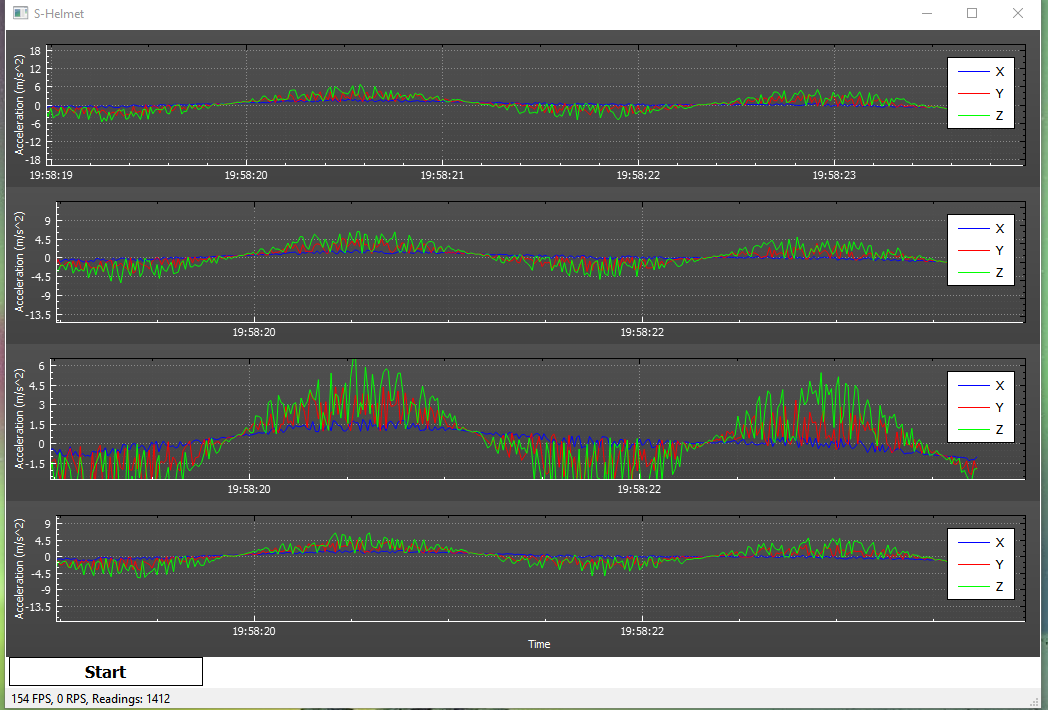 S-Helmet
Acceleration (m/s^2)
18
12
6
0
-6
-12
-18
19:58:19 19:58:20 19:58:21 19:58:22 19:58:23
X
Y
Z
Acceleration (m/s^2)
9
4.5
0
-4.5
-9
-13.5
19:58:20 19:58:22
X
Y
Z
Acceleration (m/s^2)
6
4.5
3
1.5
0
-1.5
19:58:20 19:58:22
X
Y
Z
Acceleration (m/s^2)
9
4.5
0
-4.5
-9
-13.5
19:58:20 19:58:22
X
Y
Z
Time
Start
154 FPS, 0 RPS, Readings: 1412